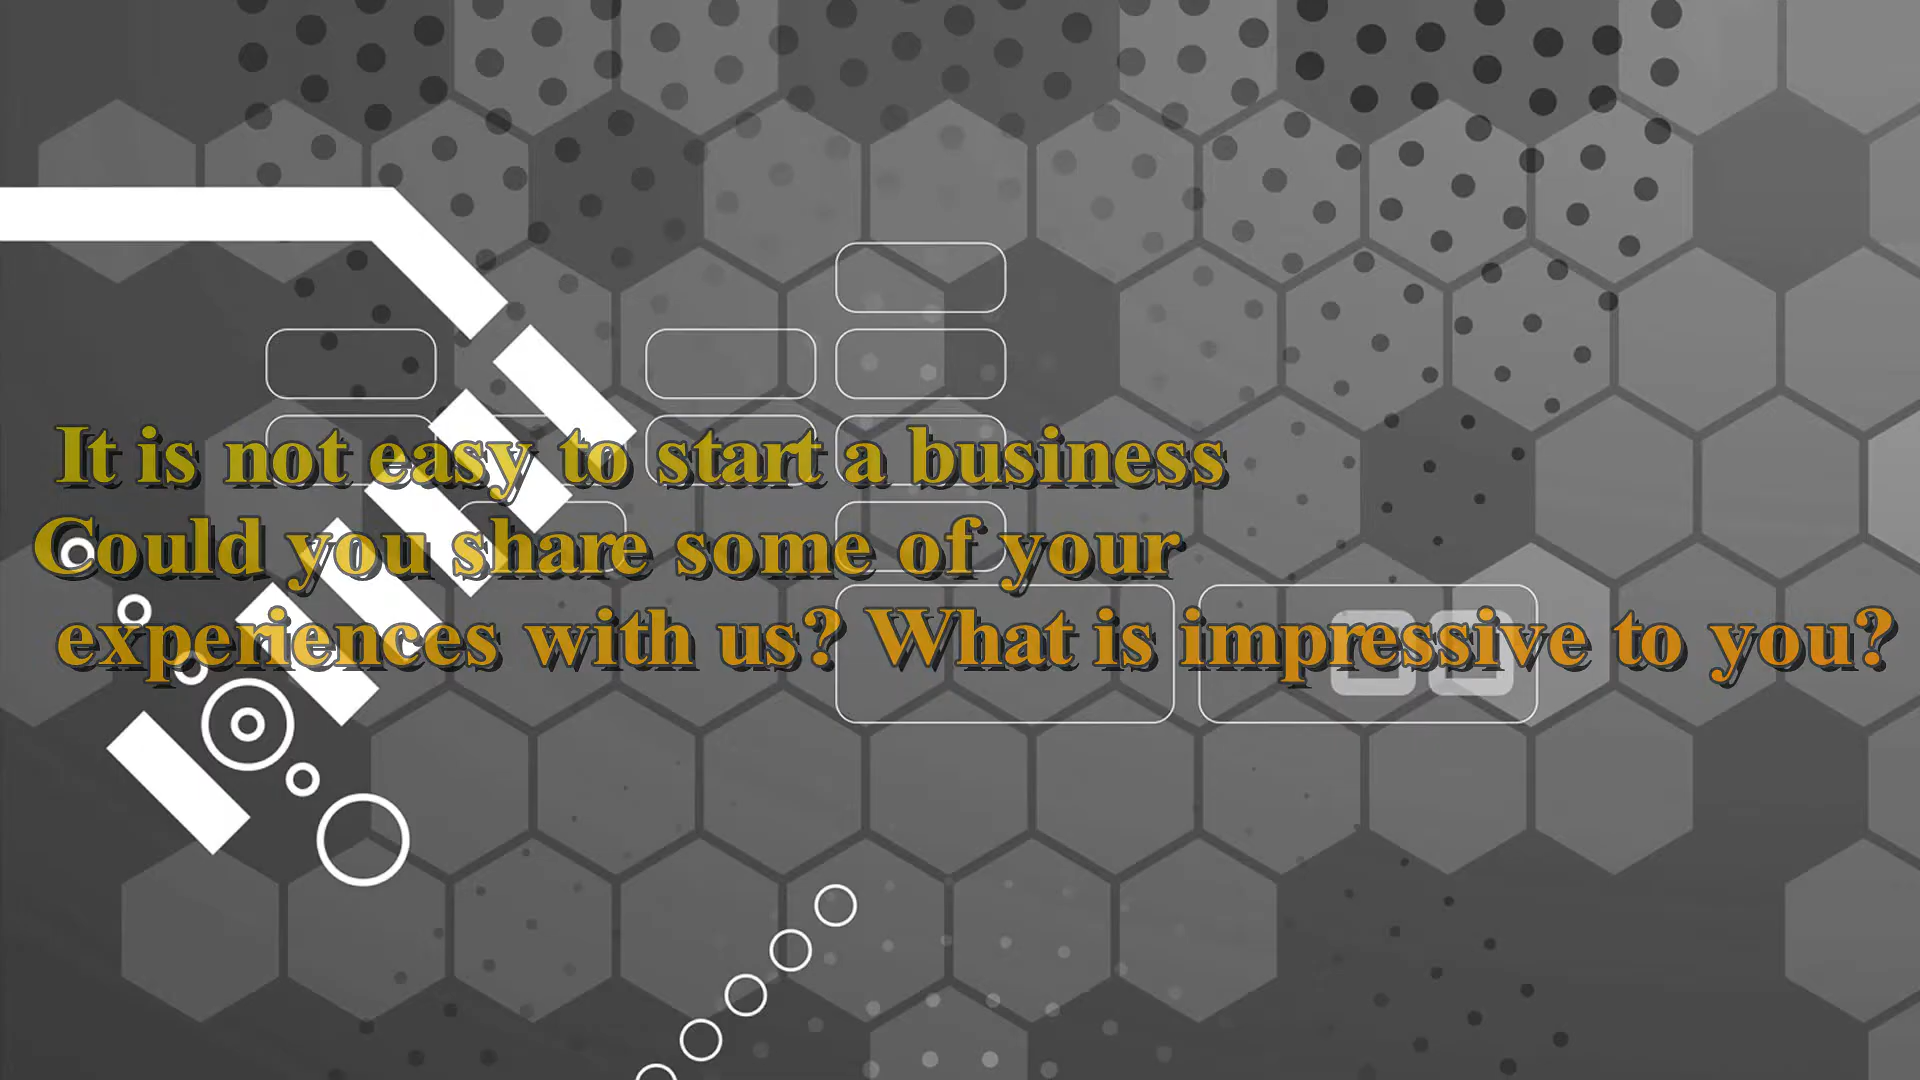 It is not easy to start a business
Could you share some of your
experiences with us? What is impressive to you?